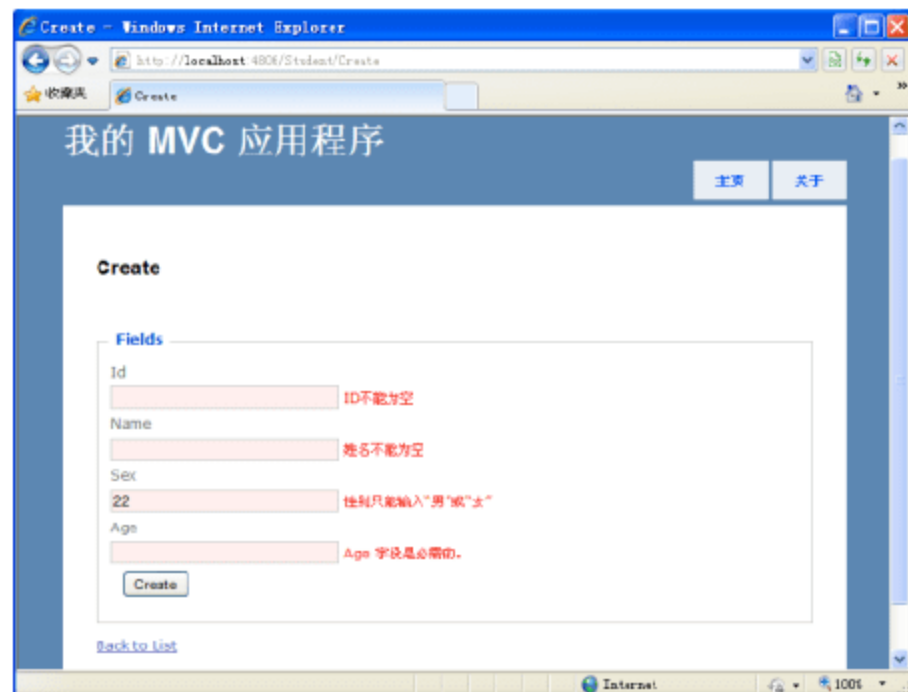 Create - Windows Internet Explorer
http://localhost:4806/Student/Create
收藏夹
Create
我的 MVC 应用程序
主页
关于
Create
Fields
Id
ID不能为空
Name
姓名不能为空
Sex
22
性别只能输入"男"或"女"
Age
Age 字段是必需的。
Create
Back to List
Internet
100%